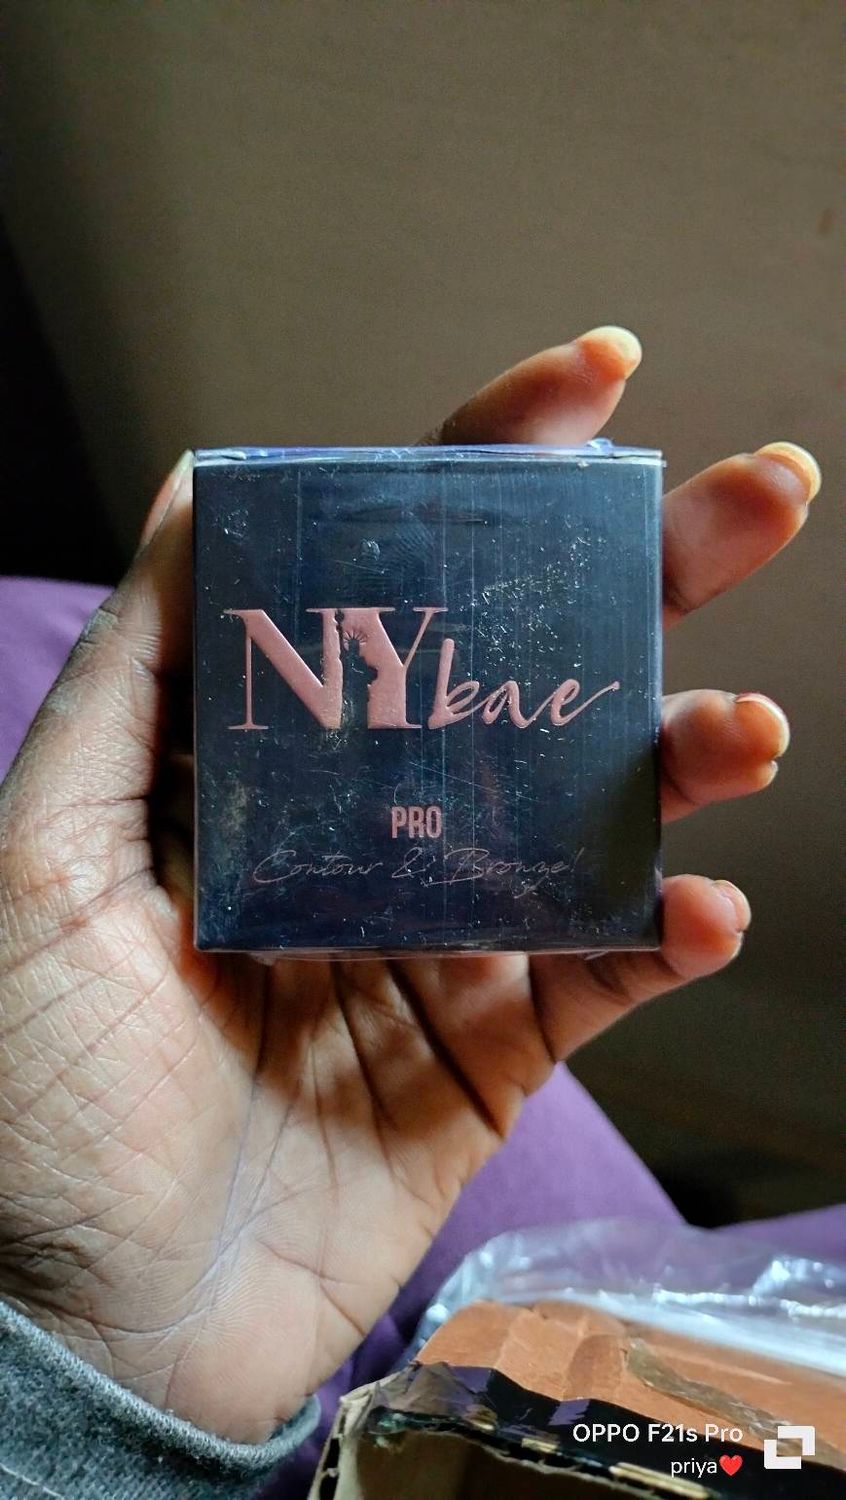 NYbae
PRO
Contour & Bronze!
OPPO F21s Pro
priya❤️